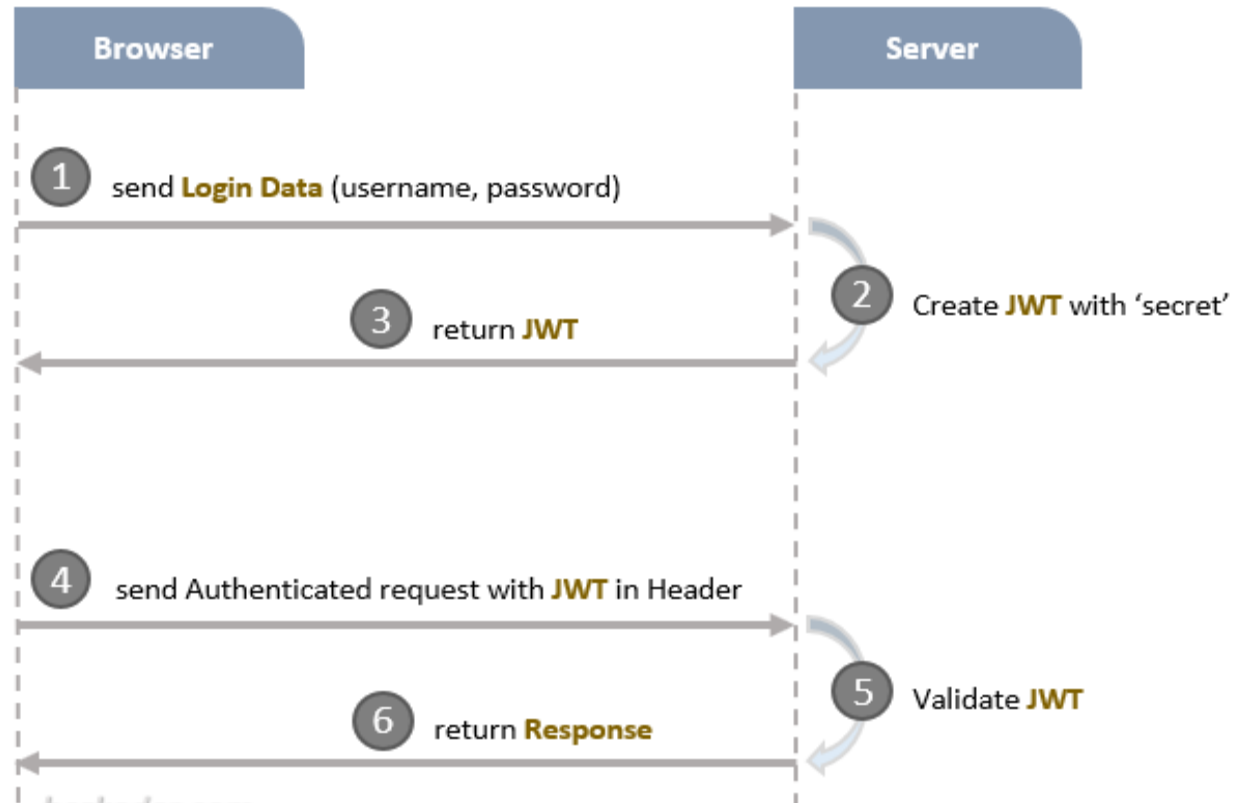 Browser
Server
1
send Login Data (username, password)
2
Create JWT with ‘secret’
3
return JWT
4
send Authenticated request with JWT in Header
5
Validate JWT
6
return Response